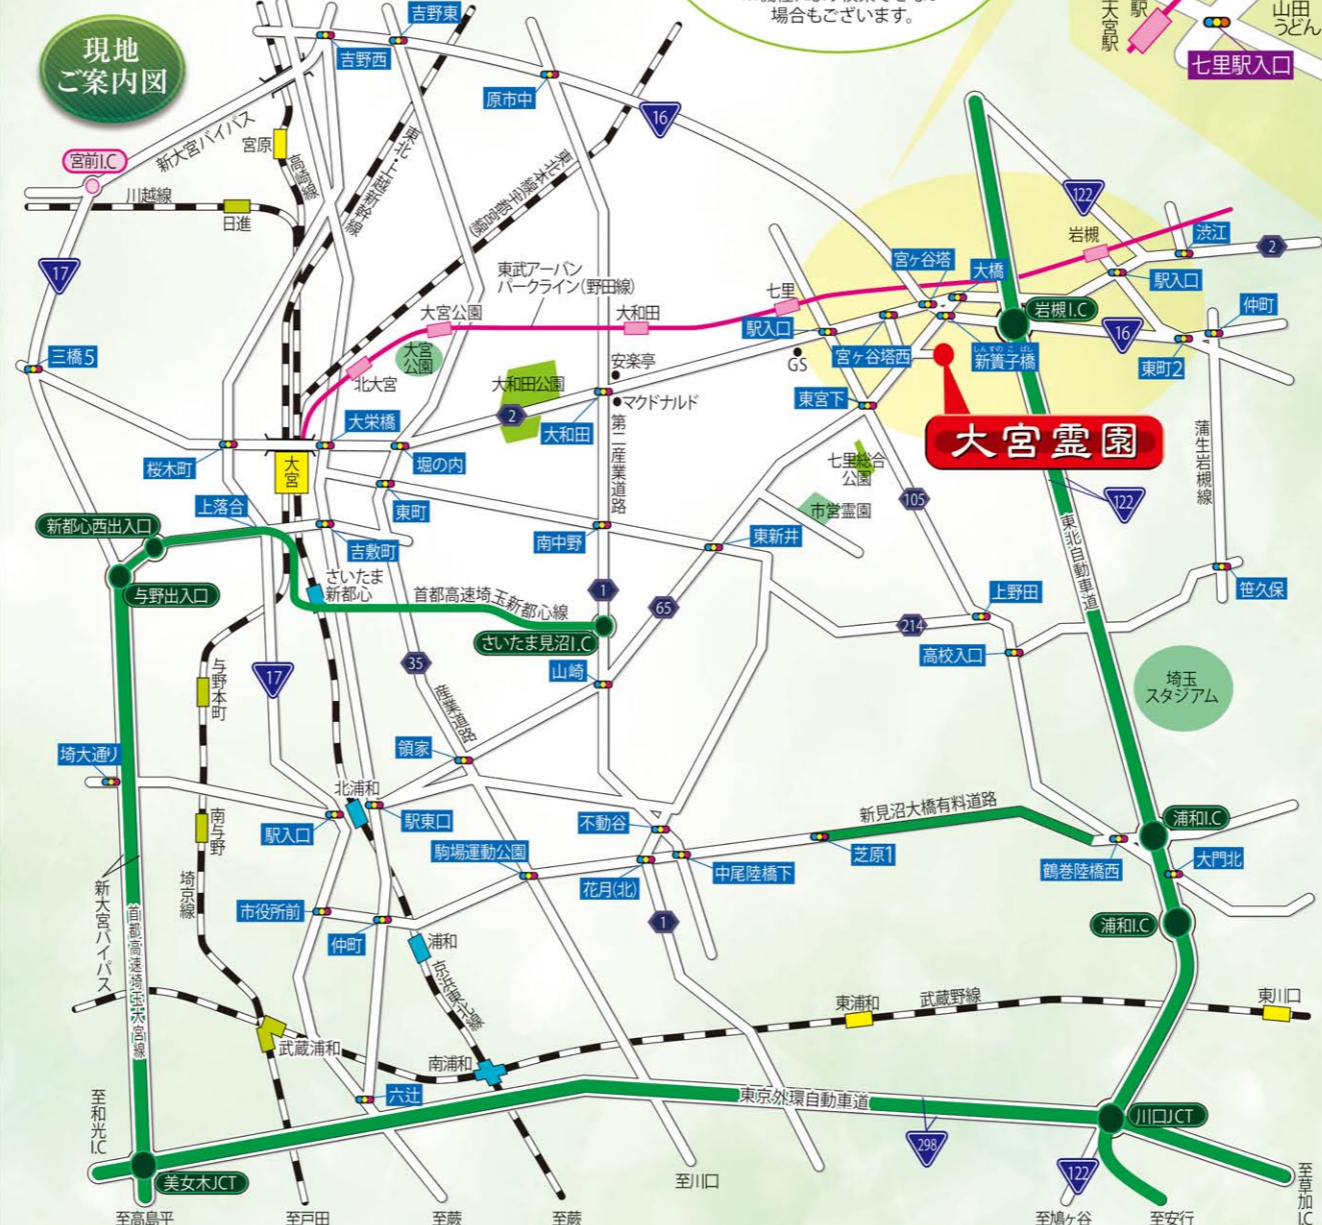 現地
ご案内図
場合もございます。
大宮駅
駅
山田
うどん
七里駅入口
吉野東
吉野西
原市中
16
宮前I.C
新大宮バイパス
宮原
高崎線
東北・上越新幹線
東北本線(宇都宮線)
川越線
日進
122
17
東武アーバン
パークライン(野田線)
岩槻
渋江
2
宮ヶ谷塔
大橋
駅入口
七里
大宮公園
大和田
岩槻I.C
仲町
16
三橋5
大宮
公園
北大宮
安楽亭
大和田公園
駅入口
GS
宮ヶ谷塔西
しんすのこばし
新簀子橋
東町2
マクドナルド
東宮下
2
大和田
大栄橋
桜木町
大宮
堀の内
第二産業道路
大宮霊園
蒲生岩槻線
七里総合
公園
東町
上落合
市営霊園
105
122
新都心西出入口
吉敷町
南中野
東新井
東北自動車道
さいたま
新都心
与野出入口
首都高速埼玉新都心線
1
65
上野田
笹久保
214
さいたま見沼I.C
高校入口
35
山崎
17
与野本町
産業道路
埼玉
スタジアム
領家
埼大通り
北浦和
新見沼大橋有料道路
駅入口
駅東口
不動谷
浦和I.C
南与野
駒場運動公園
芝原1
中尾陸橋下
花月(北)
鶴巻陸橋西
大門北
新大宮バイパス
首都高速埼玉大宮線
埼京線
市役所前
仲町
浦和
1
浦和I.C
京浜東北線
東浦和
武蔵野線
東川口
武蔵浦和
南浦和
六辻
東京外環自動車道
川口JCT
至和光I.C
298
122
美女木JCT
至川口
至草加I.C
至高島平
至戸田
至蕨
至蕨
至鳩ヶ谷
至安行